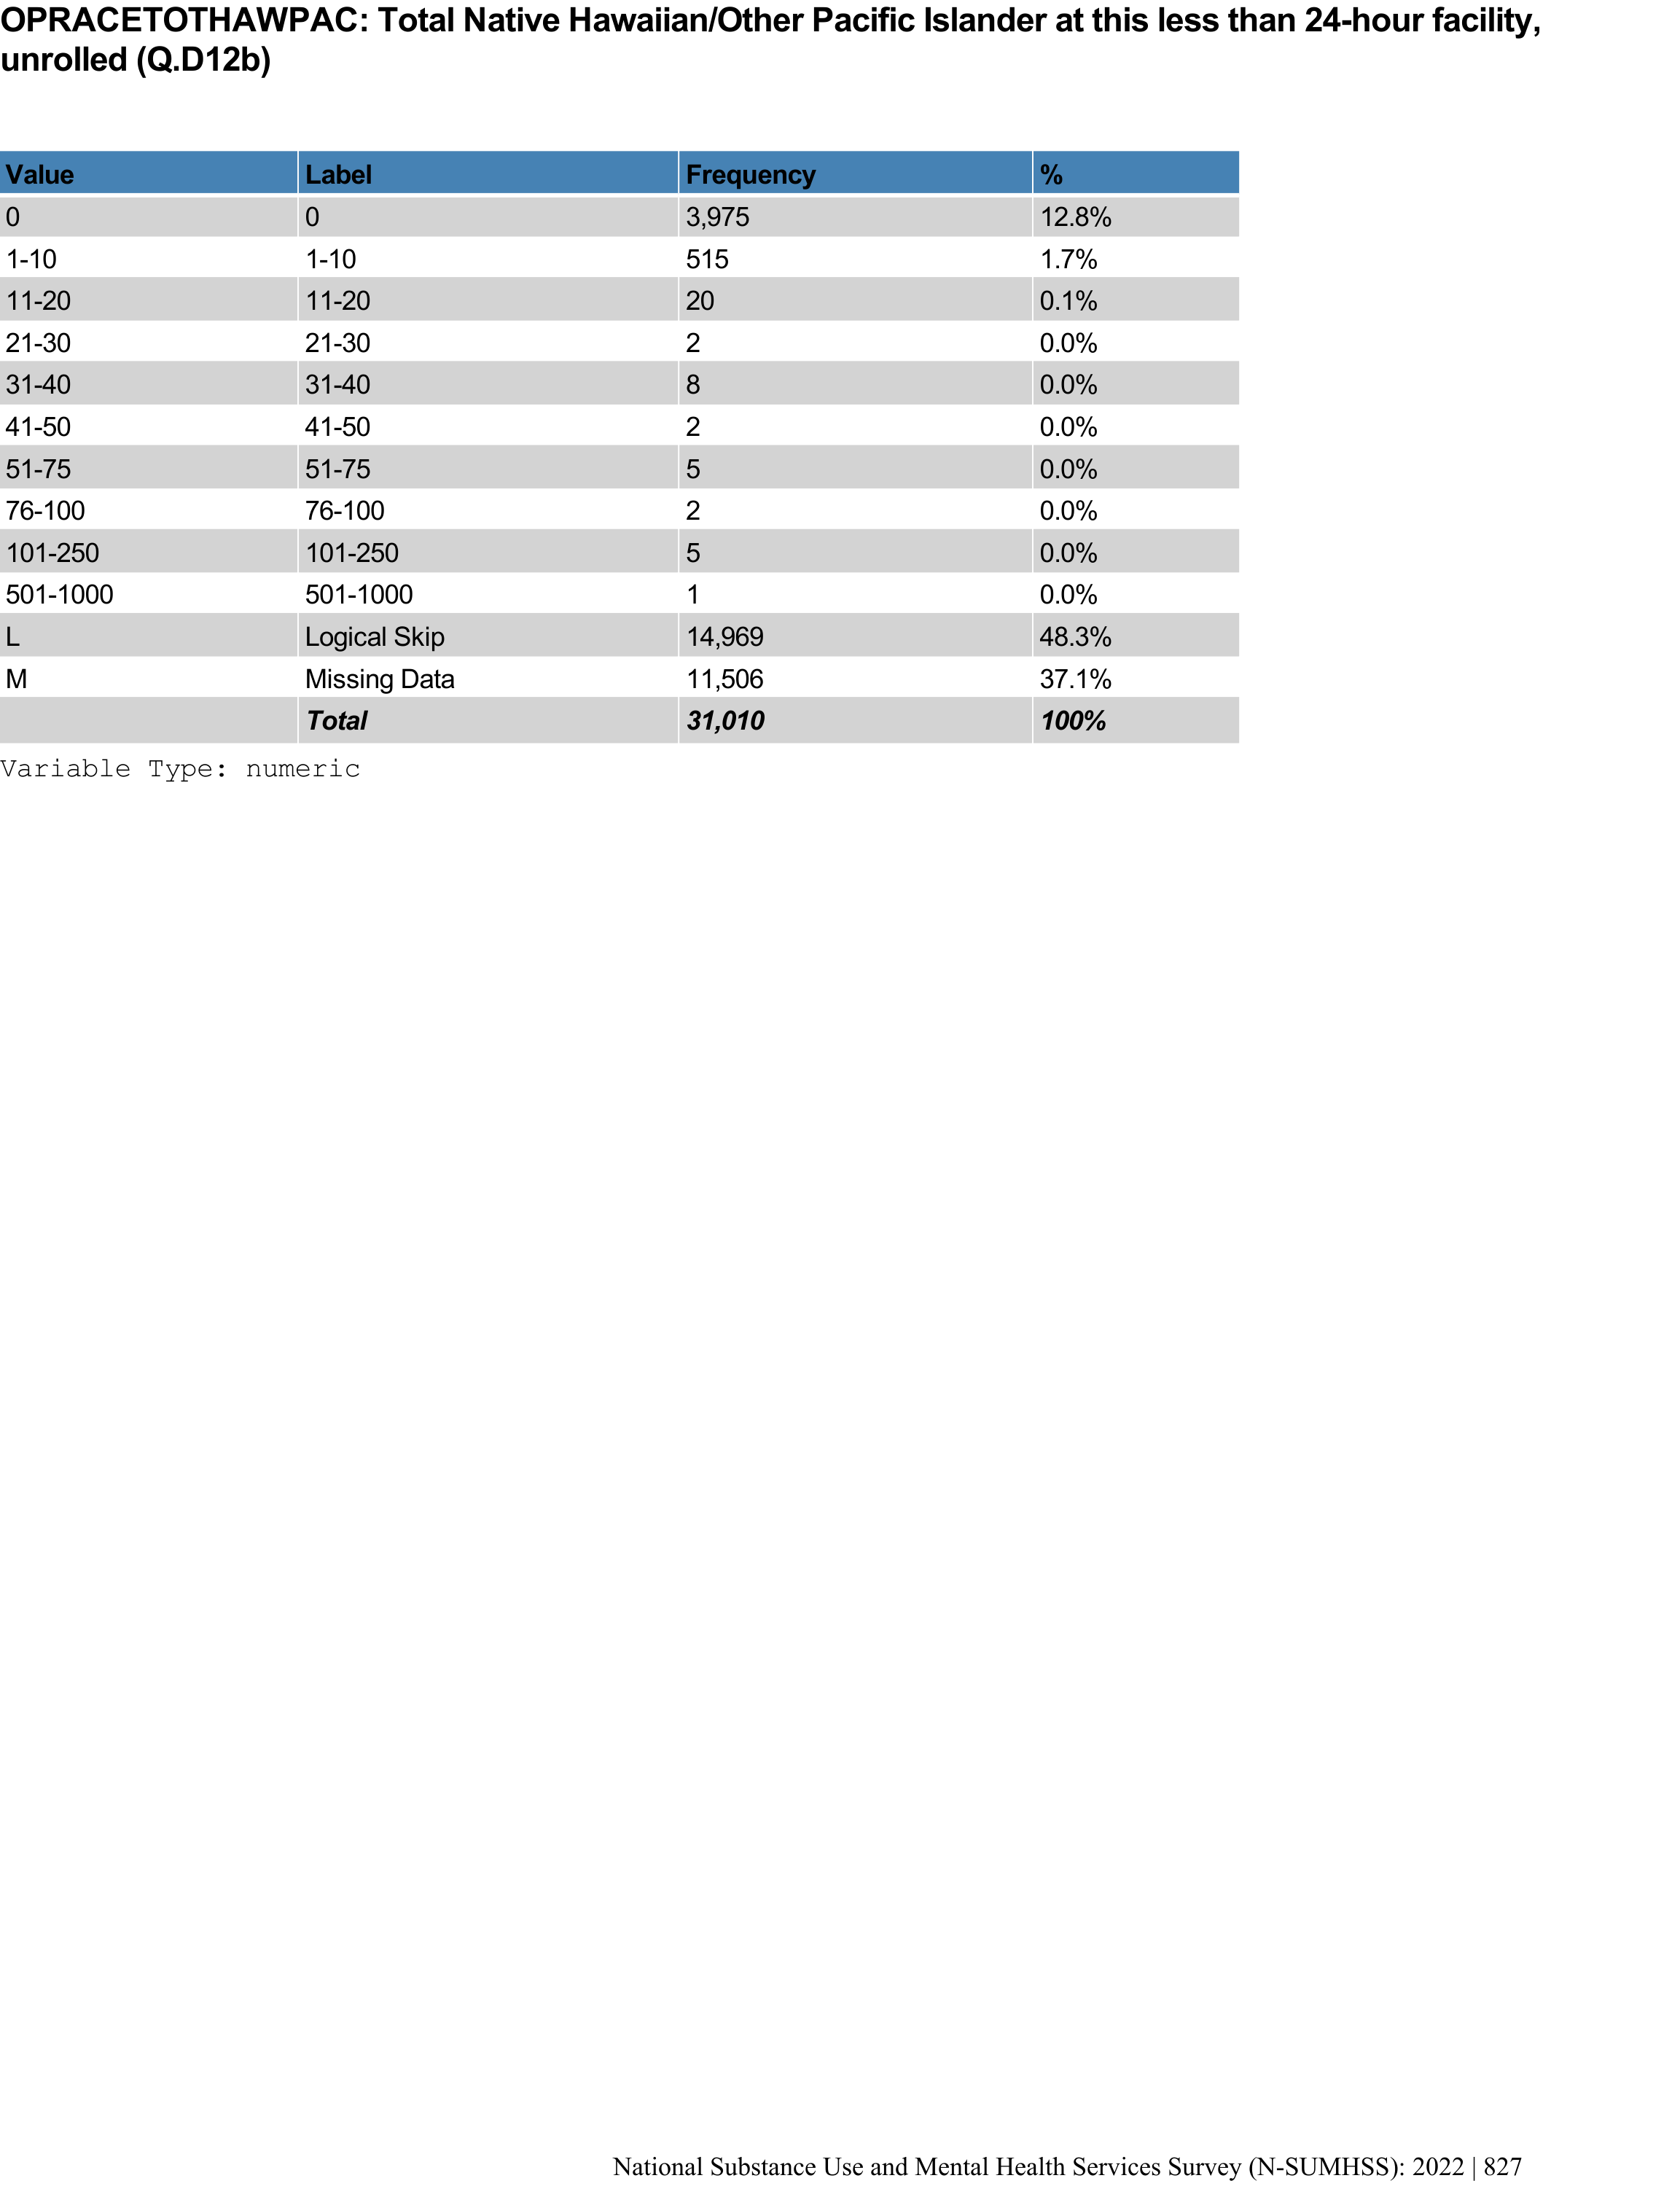 OPRACETOTHAWPAC: Total Native Hawaiian/Other Pacific Islander at this less than 24-hour facility,
unrolled (Q.D12b)
Value Label Frequency %
0 0 3,975 12.8%
1-10 1-10 515 1.7%
11-20 11-20 20 0.1%
21-30 21-30 2 0.0%
31-40 31-40 8 0.0%
41-50 41-50 2 0.0%
51-75 51-75 5 0.0%
76-100 76-100 2 0.0%
101-250 101-250 5 0.0%
501-1000 501-1000 1 0.0%
L Logical Skip 14,969 48.3%
M Missing Data 11,506 37.1%
Total 31,010 100%
Variable Type: numeric
National Substance Use and Mental Health Services Survey (N-SUMHSS): 2022 | 827